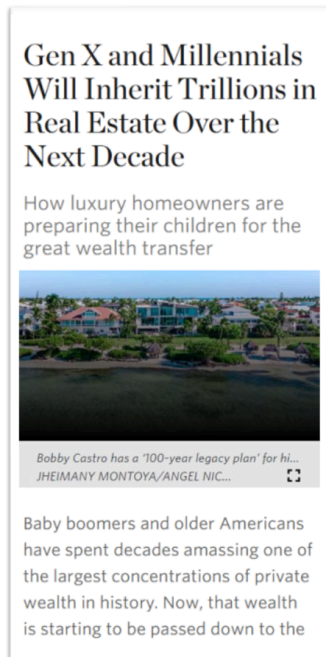 Gen X and Millennials
Will Inherit Trillions in
Real Estate Over the
Next Decade
How luxury homeowners are
preparing their children for the
great wealth transfer
Bobby Castro has a ‘100-year legacy plan’ for hi...
JHEIMANY MONTOYA/ANGEL NIC...
Baby boomers and older Americans
have spent decades amassing one of
the largest concentrations of private
wealth in history. Now, that wealth
is starting to be passed down to the